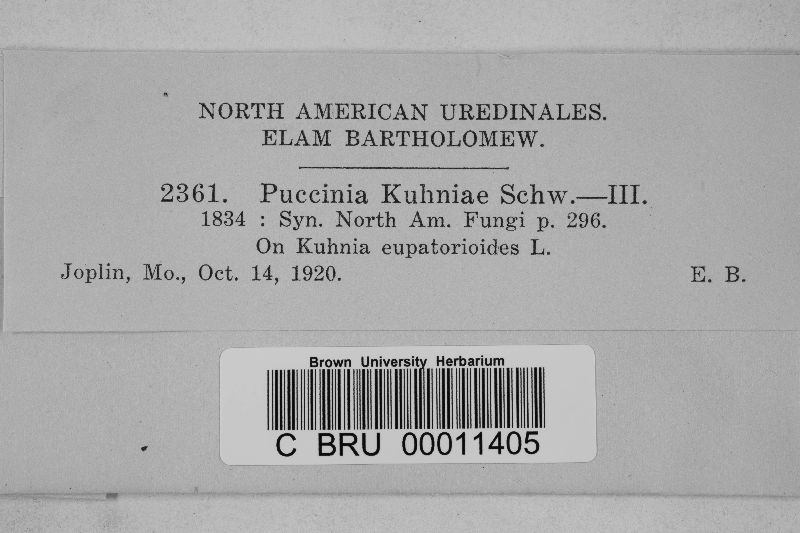 NORTH AMERICAN UREDINALES.
ELAM BARTHOLOMEW.
2361. Puccinia Kuhniae Schw.—III.
1834 : Syn. North Am. Fungi p. 296.
On Kuhnia eupatorioides L.
Joplin, Mo., Oct. 14, 1920. E. B.
Brown University Herbarium
C BRU 00011405